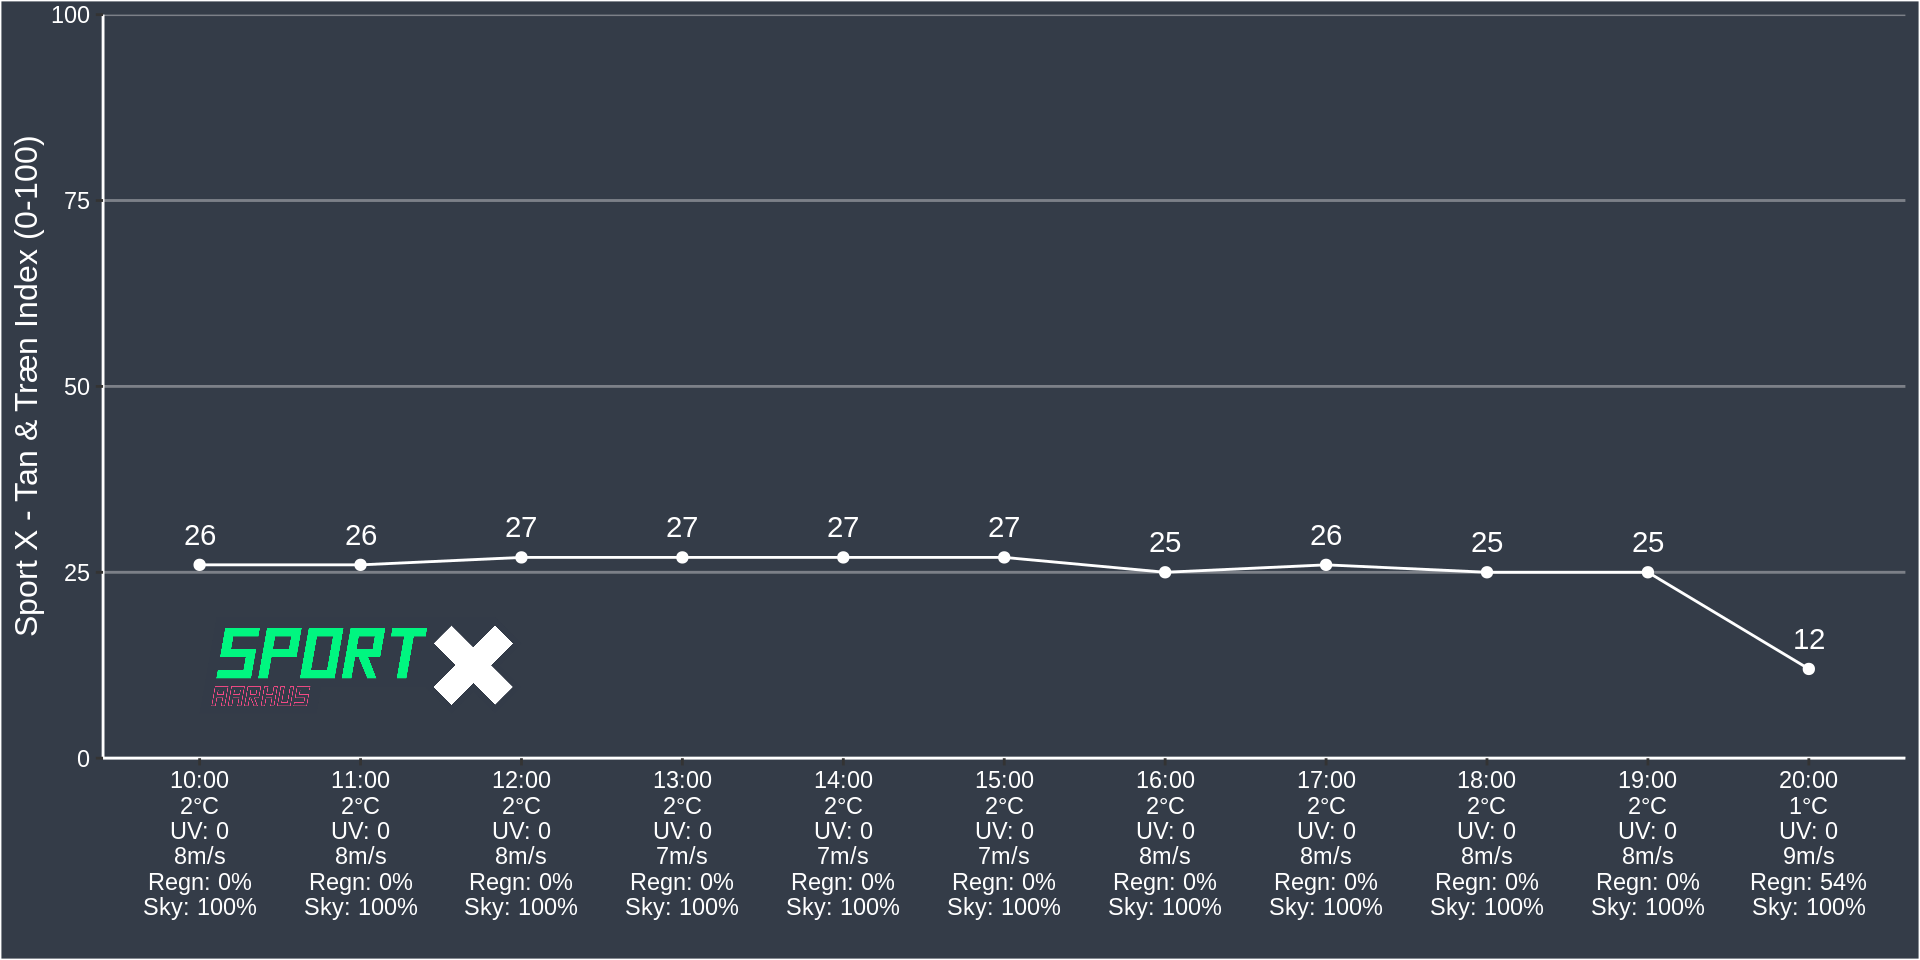 Sport X - Tan & Træn Index (0-100)
100
75
50
25
0
26
26
27
27
27
27
25
26
25
25
12
SPORT X
AARHUS
10:00
2°C
UV: 0
8m/s
Regn: 0%
Sky: 100%
11:00
2°C
UV: 0
8m/s
Regn: 0%
Sky: 100%
12:00
2°C
UV: 0
8m/s
Regn: 0%
Sky: 100%
13:00
2°C
UV: 0
7m/s
Regn: 0%
Sky: 100%
14:00
2°C
UV: 0
7m/s
Regn: 0%
Sky: 100%
15:00
2°C
UV: 0
7m/s
Regn: 0%
Sky: 100%
16:00
2°C
UV: 0
8m/s
Regn: 0%
Sky: 100%
17:00
2°C
UV: 0
8m/s
Regn: 0%
Sky: 100%
18:00
2°C
UV: 0
8m/s
Regn: 0%
Sky: 100%
19:00
2°C
UV: 0
8m/s
Regn: 0%
Sky: 100%
20:00
1°C
UV: 0
9m/s
Regn: 54%
Sky: 100%